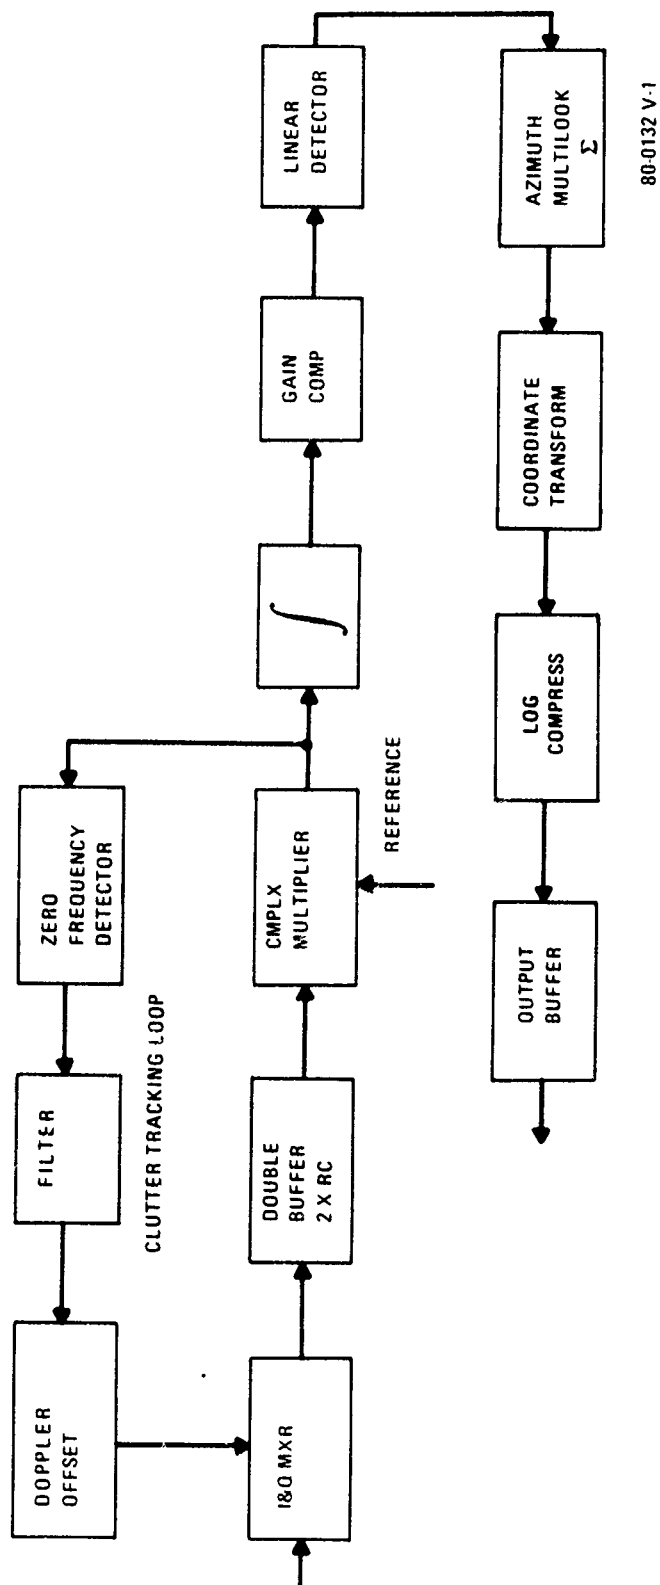 DOPPLER
OFFSET
FILTER
ZERO
FREQUENCY
DETECTOR
CLUTTER TRACKING LOOP
I&Q MXR
DOUBLE
BUFFER
2 X RC
CMPLX
MULTIPLIER
REFERENCE
∫
GAIN
COMP
LINEAR
DETECTOR
AZIMUTH
MULTILOOK
Σ
COORDINATE
TRANSFORM
LOG
COMPRESS
OUTPUT
BUFFER
80-0132 V-1